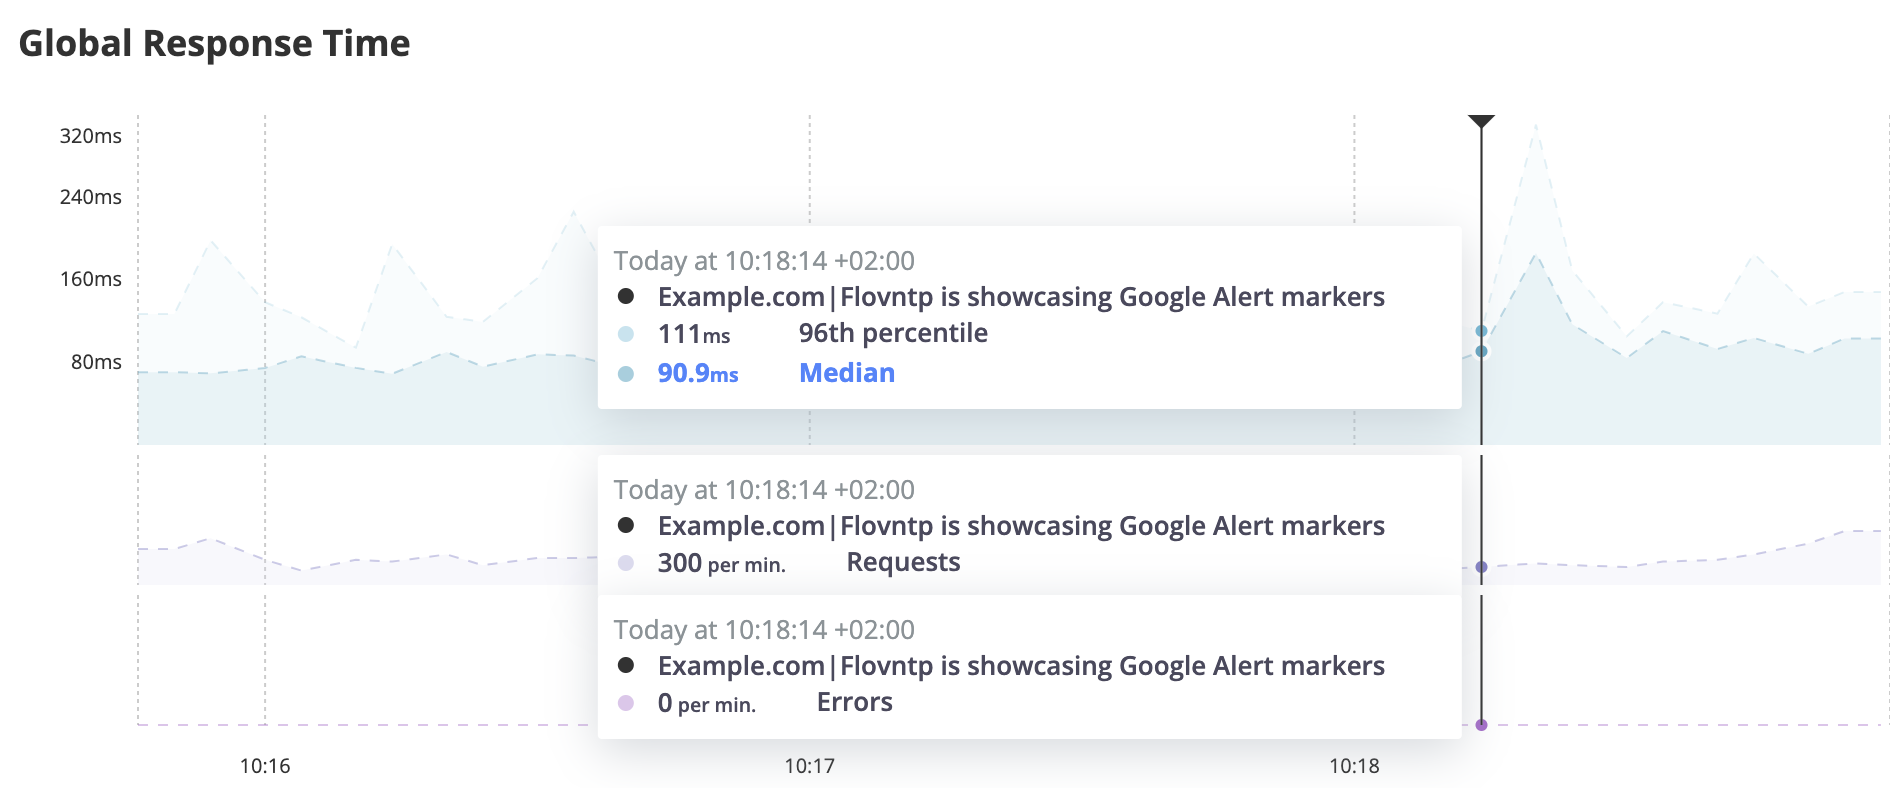 Global Response Time
320ms
240ms
160ms
80ms
Today at 10:18:14 +02:00
Example.com|Flovntp is showcasing Google Alert markers
111ms 96th percentile
90.9ms Median
Today at 10:18:14 +02:00
Example.com|Flovntp is showcasing Google Alert markers
300 per min. Requests
Today at 10:18:14 +02:00
Example.com|Flovntp is showcasing Google Alert markers
0 per min. Errors
10:16 10:17 10:18